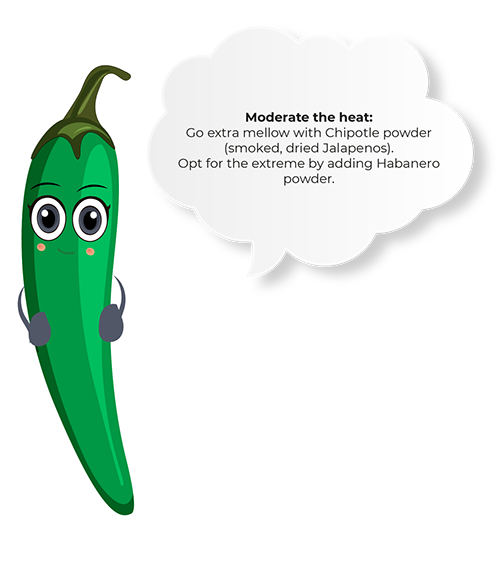 Moderate the heat:
Go extra mellow with Chipotle powder
(smoked, dried Jalapenos).
Opt for the extreme by adding Habanero
powder.